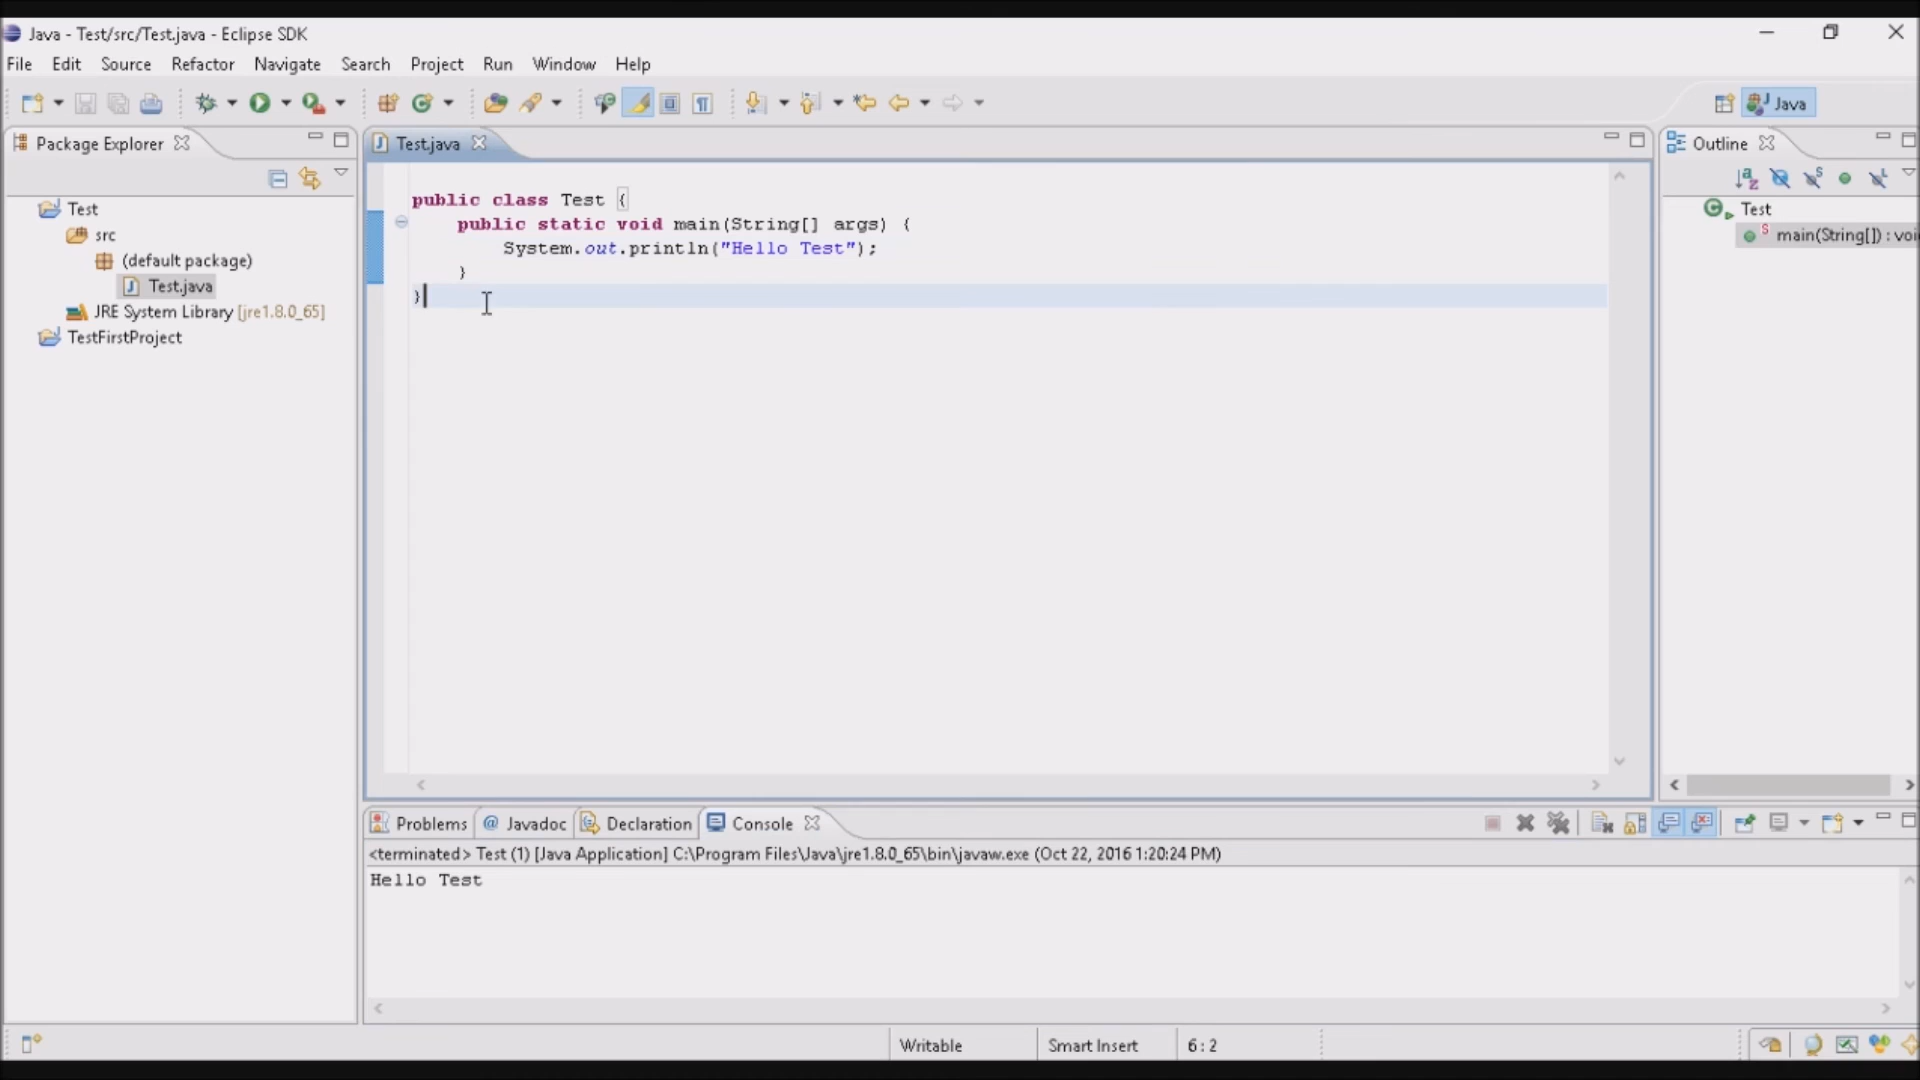 Java - Test/src/Test.java - Eclipse SDK
File Edit Source Refactor Navigate Search Project Run Window Help
Java
Package Explorer
Test
src
(default package)
Test.java
JRE System Library [jre1.8.0_65]
TestFirstProject
Test.java
public class Test {
public static void main(String[] args) {
System.out.println("Hello Test");
}
}
Outline
Test
main(String[]) : voi
Problems @ Javadoc Declaration Console
<terminated> Test (1) [Java Application] C:\Program Files\Java\jre1.8.0_65\bin\javaw.exe (Oct 22, 2016 1:20:24 PM)
Hello Test
Writable Smart Insert 6 : 2